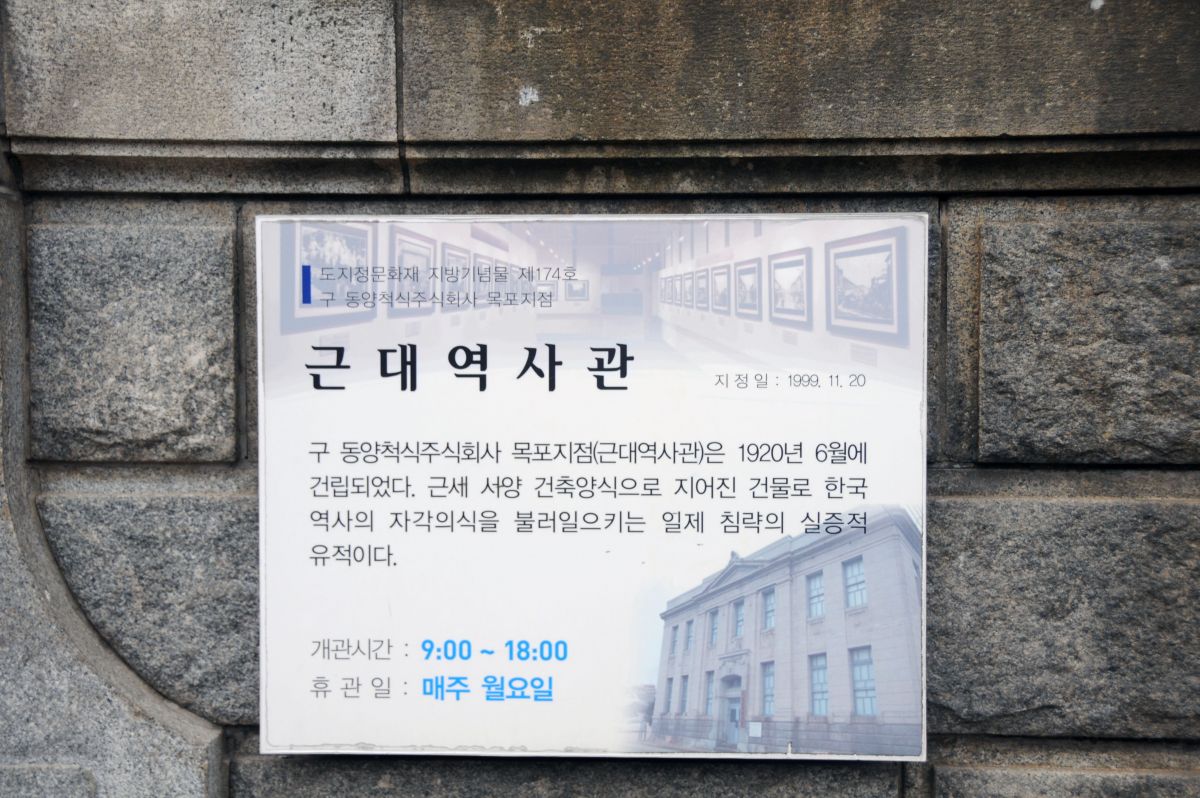 도지정문화재 지방기념물 제174호
구 동양척식주식회사 목포지점
근대역사관
지정일 : 1999. 11. 20
구 동양척식주식회사 목포지점(근대역사관)은 1920년 6월에
건립되었다. 근세 서양 건축양식으로 지어진 건물로 한국
역사의 자각의식을 불러일으키는 일제 침략의 실증적
유적이다.
개관시간 : 9:00 ~ 18:00
휴관일 : 매주 월요일